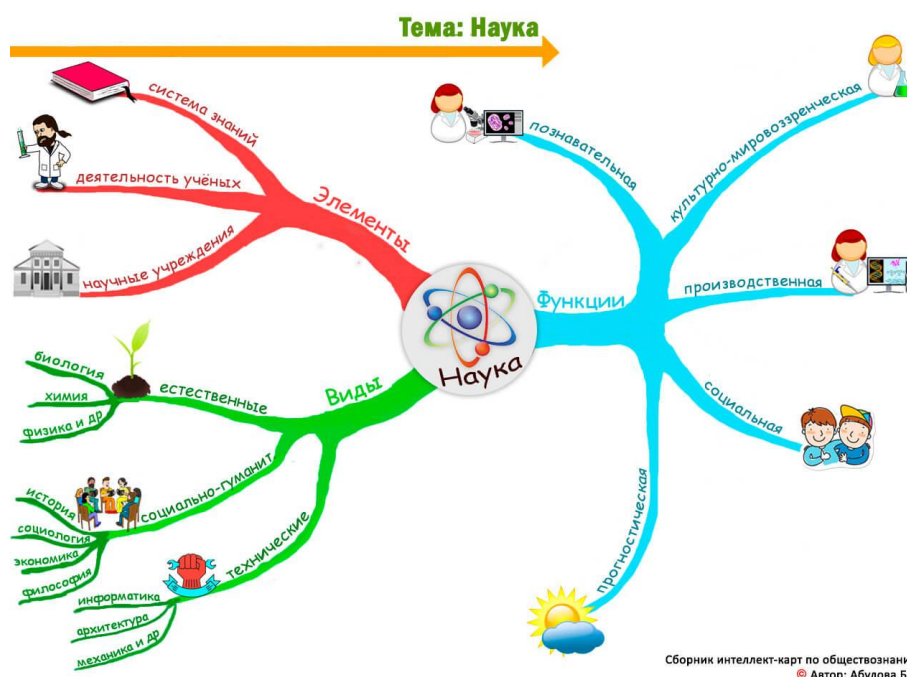 Тема: Наука
система знаний
деятельность учёных
научные учреждения
Элементы
познавательная
культурно-мировоззренческая
производственная
социальная
прогностическая
Функции
Наука
Виды
естественные
биология
химия
физика и др
социально-гуманит
история
социология
экономика
философия
технические
информатика
архитектура
механика и др
Сборник интеллект-карт по обществознани
© Автор: Абудова Б